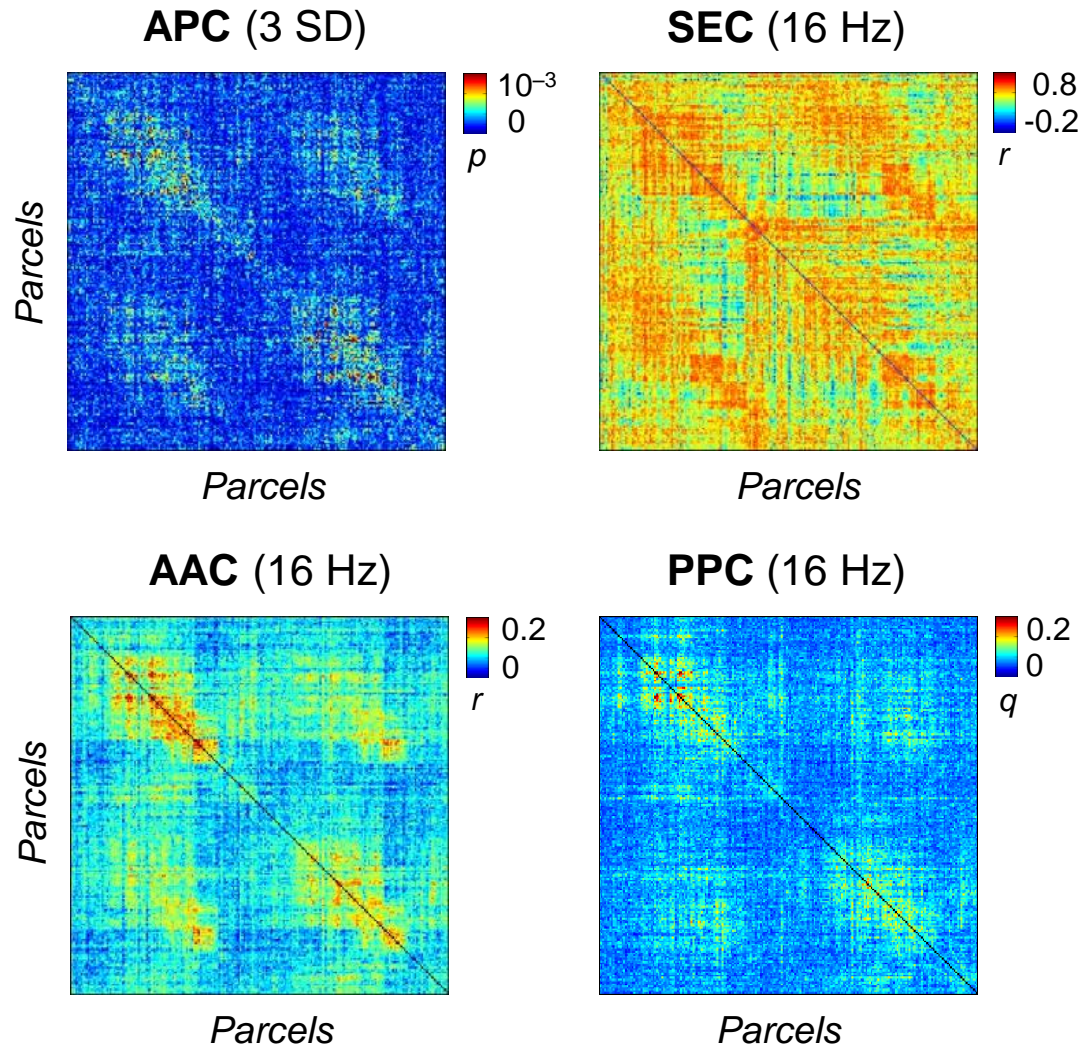 APC (3 SD)
10⁻³
0
p
Parcels
Parcels
SEC (16 Hz)
0.8
-0.2
r
Parcels
AAC (16 Hz)
0.2
0
r
Parcels
Parcels
PPC (16 Hz)
0.2
0
q
Parcels